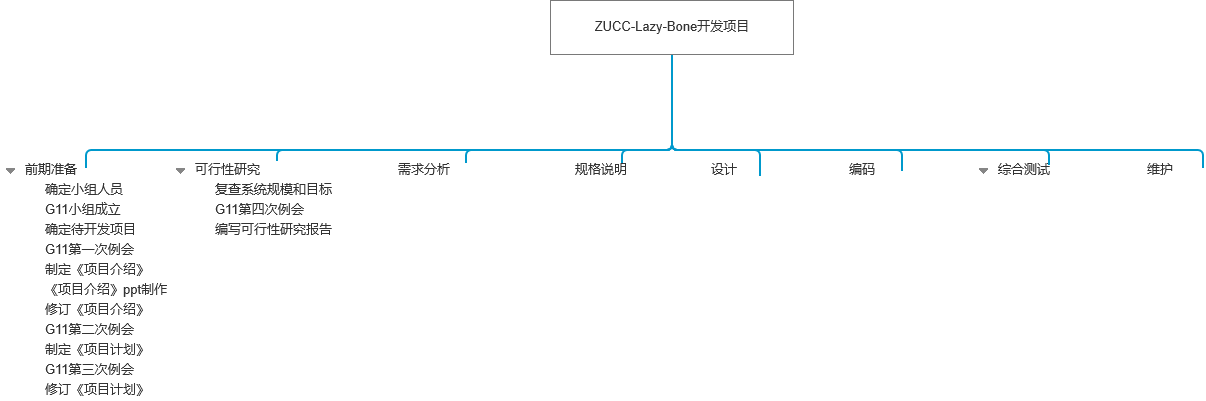 ZUCC-Lazy-Bone开发项目
前期准备
确定小组人员
G11小组成立
确定待开发项目
G11第一次例会
制定《项目介绍》
《项目介绍》ppt制作
修订《项目介绍》
G11第二次例会
制定《项目计划》
G11第三次例会
修订《项目计划》
可行性研究
复查系统规模和目标
G11第四次例会
编写可行性研究报告
需求分析
规格说明
设计
编码
综合测试
维护